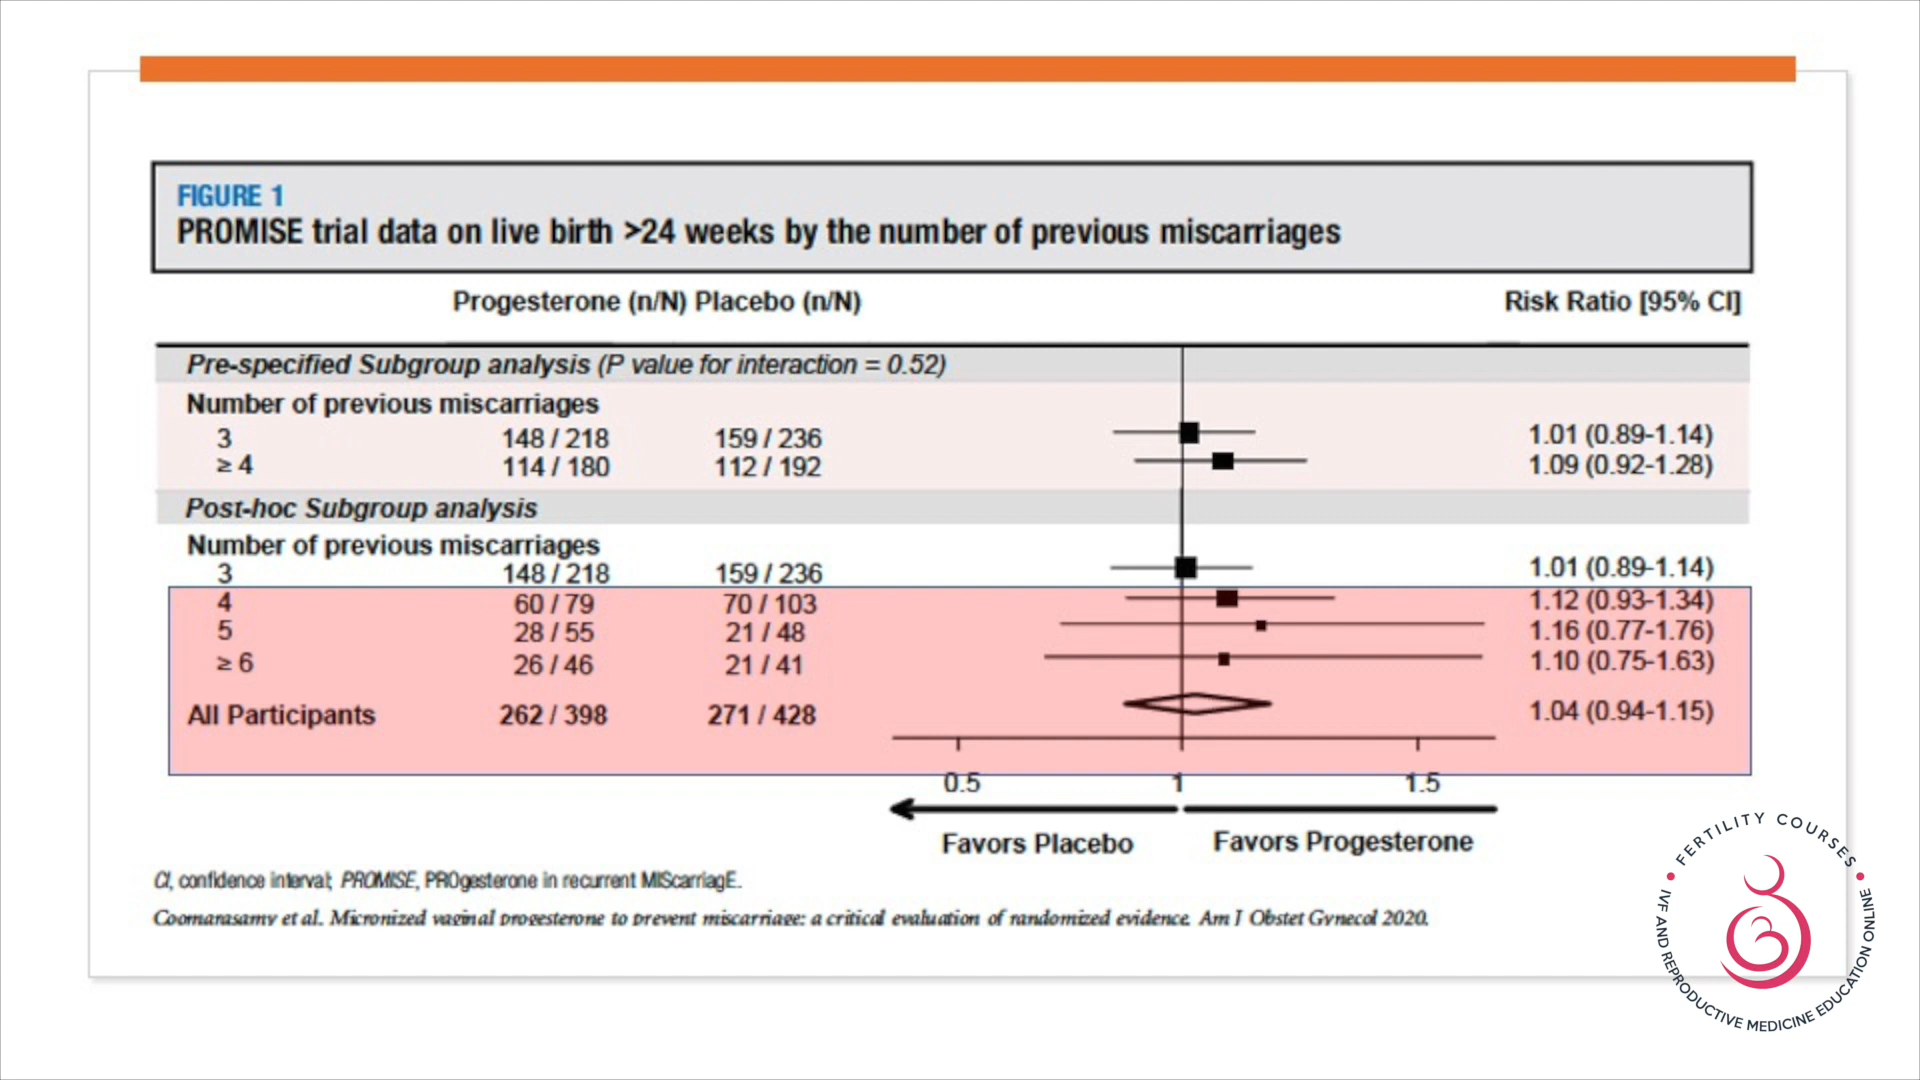 FIGURE 1
PROMISE trial data on live birth >24 weeks by the number of previous miscarriages
Progesterone (n/N) Placebo (n/N) Risk Ratio [95% CI]
Pre-specified Subgroup analysis (P value for interaction = 0.52)
Number of previous miscarriages
3 148 / 218 159 / 236 1.01 (0.89-1.14)
≥ 4 114 / 180 112 / 192 1.09 (0.92-1.28)
Post-hoc Subgroup analysis
Number of previous miscarriages
3 148 / 218 159 / 236 1.01 (0.89-1.14)
4 60 / 79 70 / 103 1.12 (0.93-1.34)
5 28 / 55 21 / 48 1.16 (0.77-1.76)
≥ 6 26 / 46 21 / 41 1.10 (0.75-1.63)
All Participants 262 / 398 271 / 428 1.04 (0.94-1.15)
0.5 1 1.5
Favors Placebo Favors Progesterone
CI, confidence interval; PROMISE, PROgesterone in recurrent MIScarriagE.
Coomarasamy et al. Micronized vaginal progesterone to prevent miscarriage: a critical evaluation of randomized evidence. Am J Obstet Gynecol 2020.
FERTILITY COURSES
IVF AND REPRODUCTIVE MEDICINE EDUCATION ONLINE